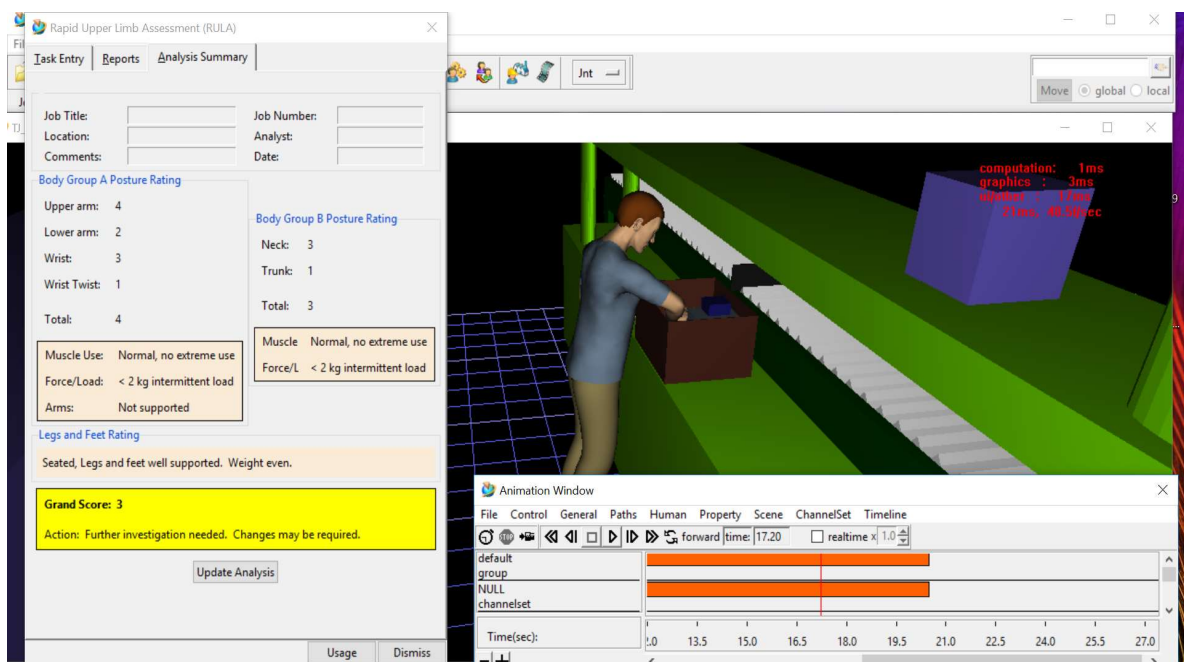 Rapid Upper Limb Assessment (RULA)
Task Entry Reports Analysis Summary
Job Title: Job Number:
Location: Analyst:
Comments: Date:
Body Group A Posture Rating
Upper arm: 4
Lower arm: 2
Wrist: 3
Wrist Twist: 1
Total: 4
Muscle Use: Normal, no extreme use
Force/Load: < 2 kg intermittent load
Arms: Not supported
Body Group B Posture Rating
Neck: 3
Trunk: 1
Total: 3
Muscle Normal, no extreme use
Force/L < 2 kg intermittent load
Legs and Feet Rating
Seated, Legs and feet well supported. Weight even.
Grand Score: 3
Action: Further investigation needed. Changes may be required.
Update Analysis
Usage Dismiss
Jnt
Move global local
computation: 1ms
graphics : 3ms
Animation Window
File Control General Paths Human Property Scene ChannelSet Timeline
forward time: 17.20 realtime x 1.0
default
group
NULL
channelset
Time(sec): 2.0 13.5 15.0 16.5 18.0 19.5 21.0 22.5 24.0 25.5 27.0